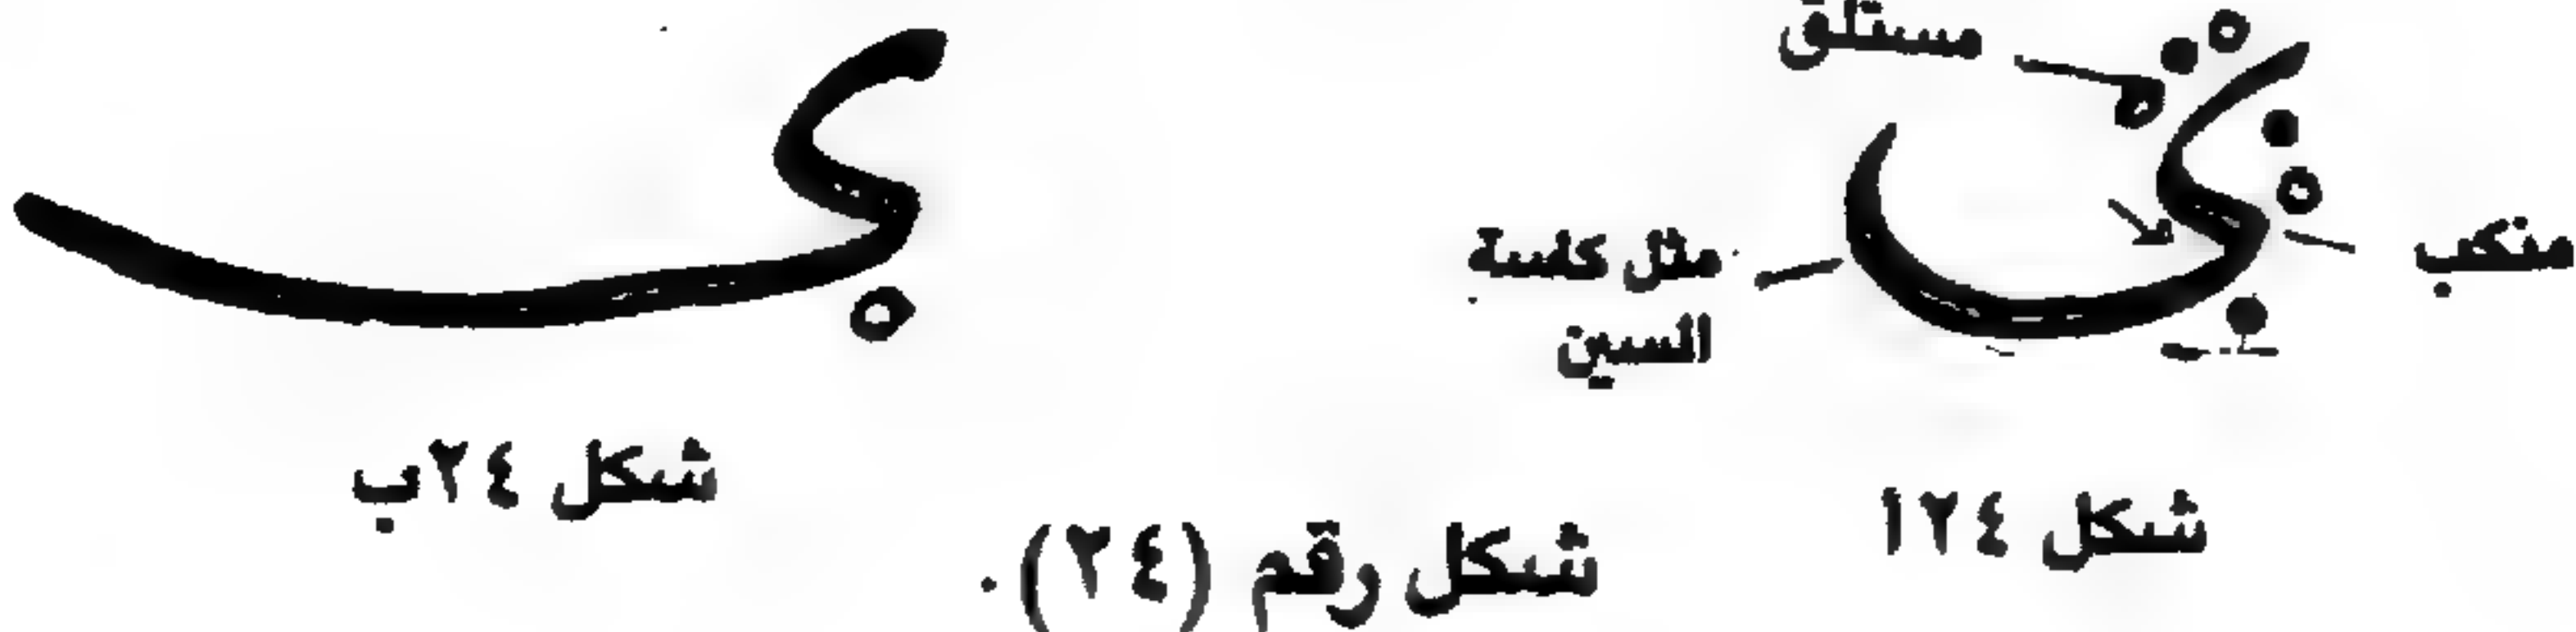 مستلق
منكب
مثل كاسة
السين
ى
ى
شكل ٢٤أ
شكل ٢٤ب
شكل رقم (٢٤).